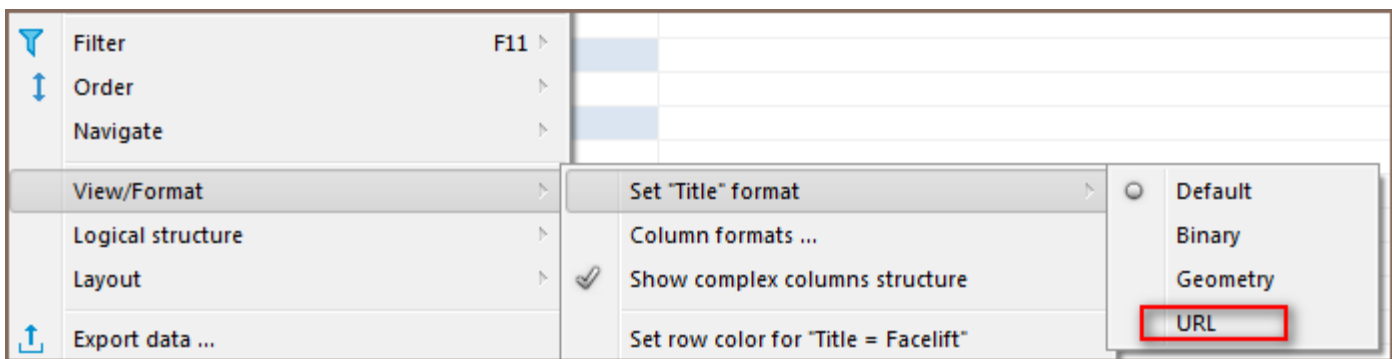 Filter F11
Order
Navigate
View/Format
Logical structure
Layout
Export data ...
Set "Title" format
Column formats ...
Show complex columns structure
Set row color for "Title = Facelift"
Default
Binary
Geometry
URL